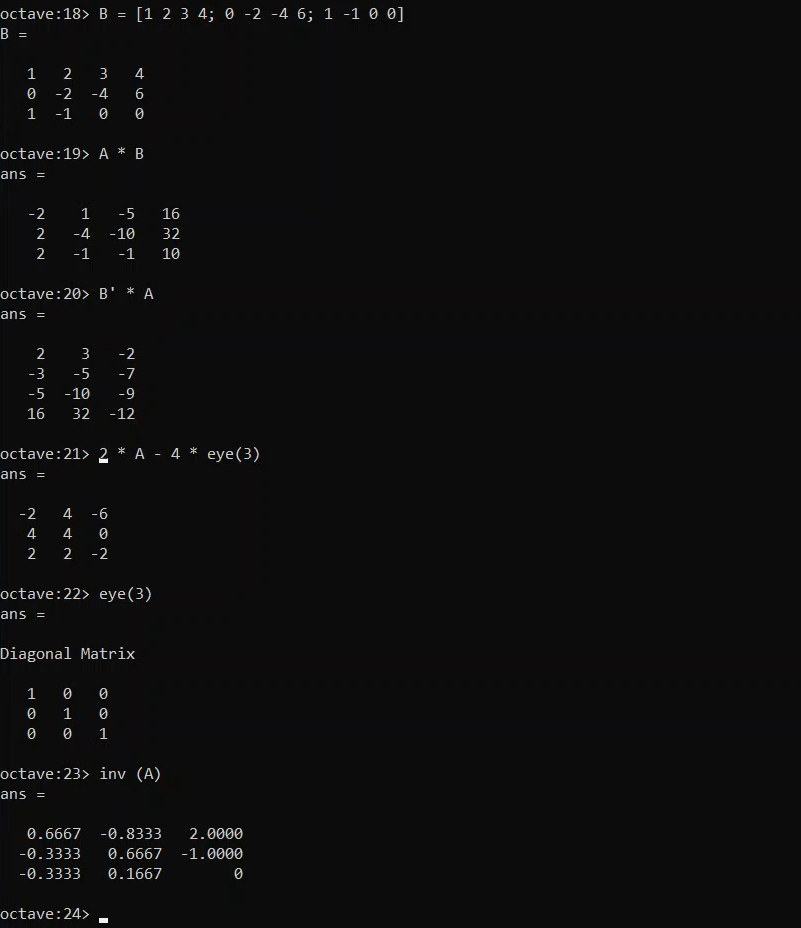 octave:18> B = [1 2 3 4; 0 -2 -4 6; 1 -1 0 0]
B =
1 2 3 4
0 -2 -4 6
1 -1 0 0
octave:19> A * B
ans =
-2 1 -5 16
2 -4 -10 32
2 -1 -1 10
octave:20> B' * A
ans =
2 3 -2
-3 -5 -7
-5 -10 -9
16 32 -12
octave:21> 2 * A - 4 * eye(3)
ans =
-2 4 -6
4 4 0
2 2 -2
octave:22> eye(3)
ans =
Diagonal Matrix
1 0 0
0 1 0
0 0 1
octave:23> inv (A)
ans =
0.6667 -0.8333 2.0000
-0.3333 0.6667 -1.0000
-0.3333 0.1667 0
octave:24>